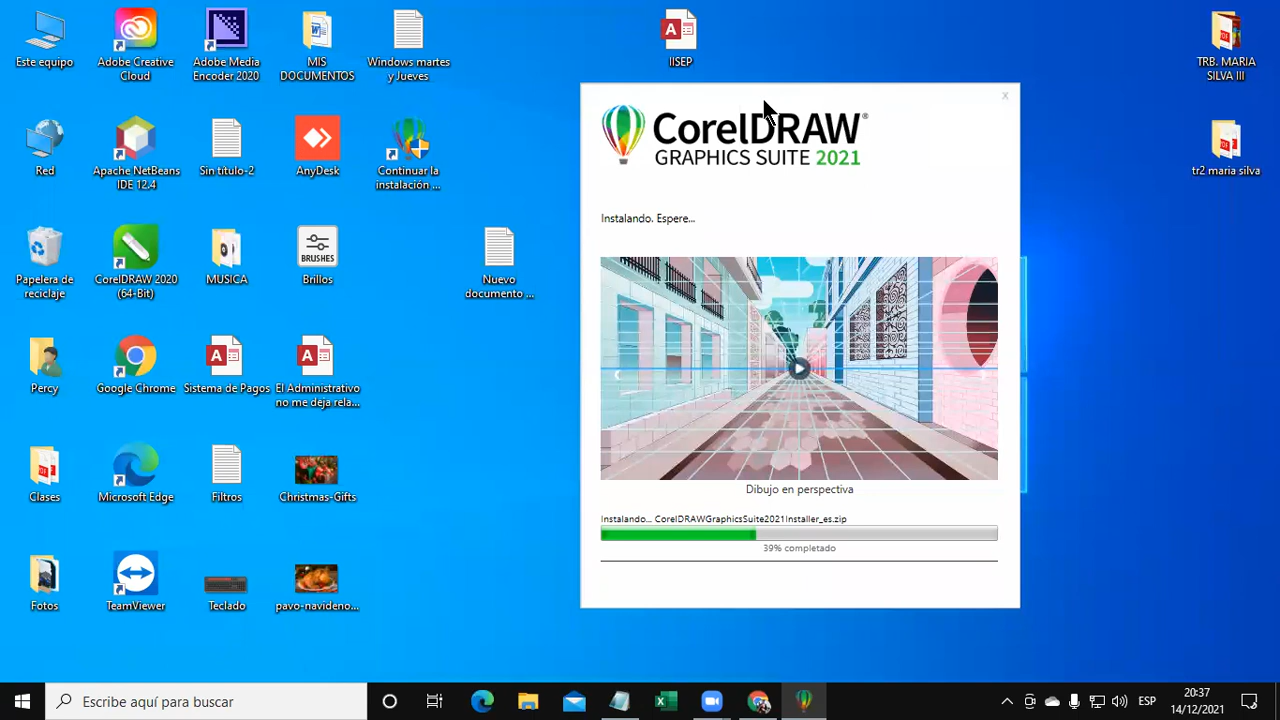 Este equipo
Adobe Creative
Cloud
Adobe Media
Encoder 2020
MIS
DOCUMENTOS
Windows martes
y Jueves
IISEP
TRB. MARIA
SILVA III
Red
Apache NetBeans
IDE 12.4
Sin titulo-2
AnyDesk
Continuar la
instalación ...
tr2 maria silva
Papelera de
reciclaje
CorelDRAW 2020
(64-Bit)
MUSICA
BRUSHES
Brillos
Nuevo
documento ...
Percy
Google Chrome
Sistema de Pagos
El Administrativo
no me deja rela...
Clases
Microsoft Edge
Filtros
Christmas-Gifts
Fotos
TeamViewer
Teclado
pavo-navideno...
x
CorelDRAW®
GRAPHICS SUITE 2021
Instalando. Espere...
Dibujo en perspectiva
Instalando... CorelDRAWGraphicsSuite2021Installer_es.zip
39% completado
Escribe aquí para buscar
ESP
20:37
14/12/2021